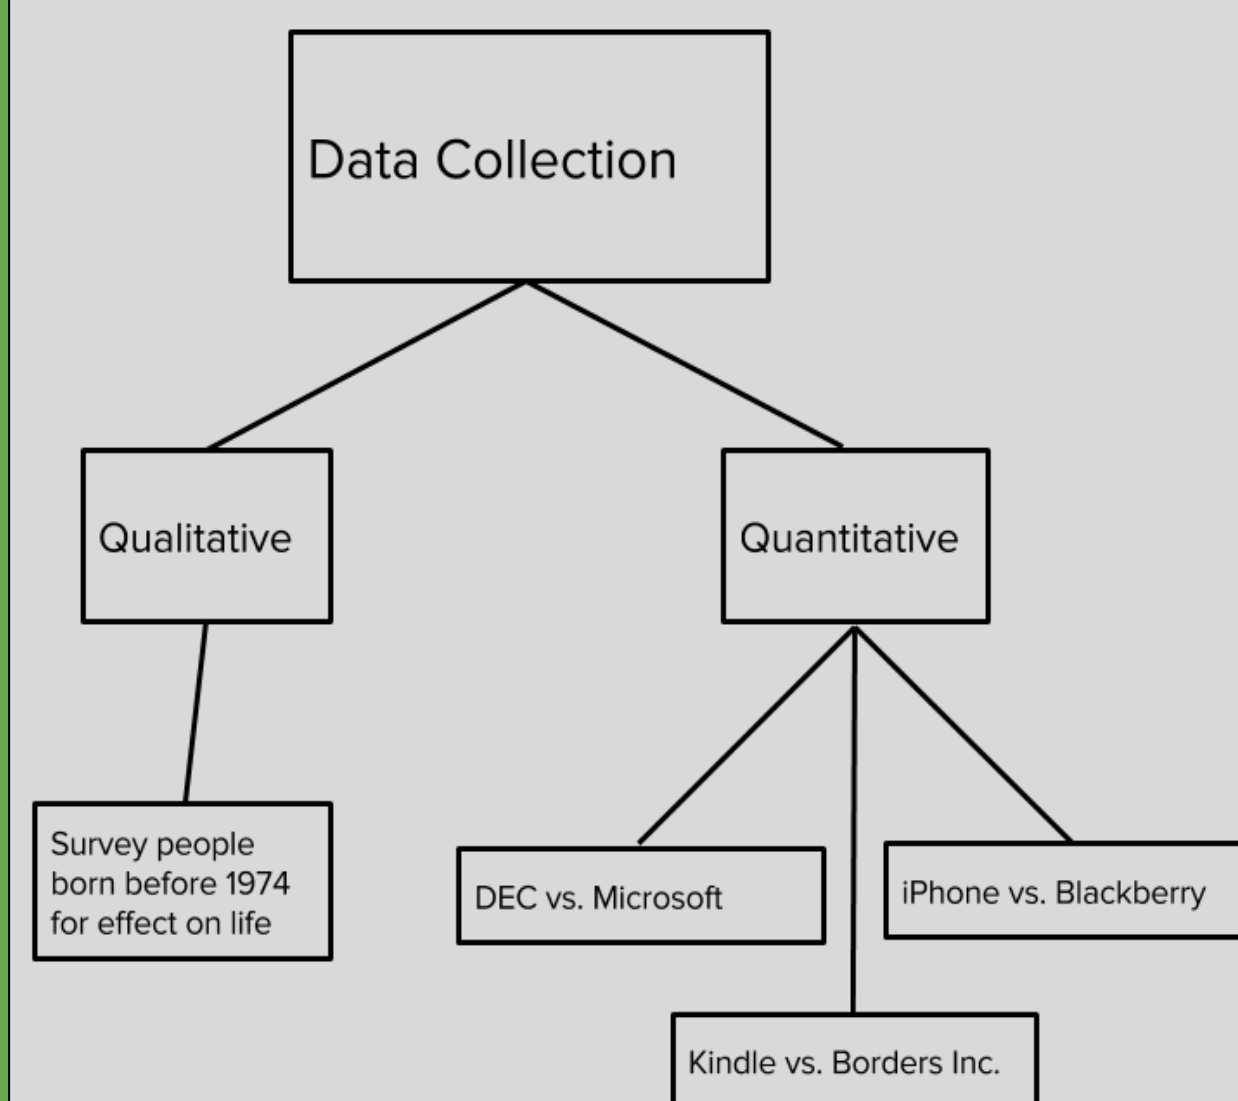 Data Collection
Qualitative
Quantitative
Survey people
born before 1974
for effect on life
DEC vs. Microsoft
iPhone vs. Blackberry
Kindle vs. Borders Inc.